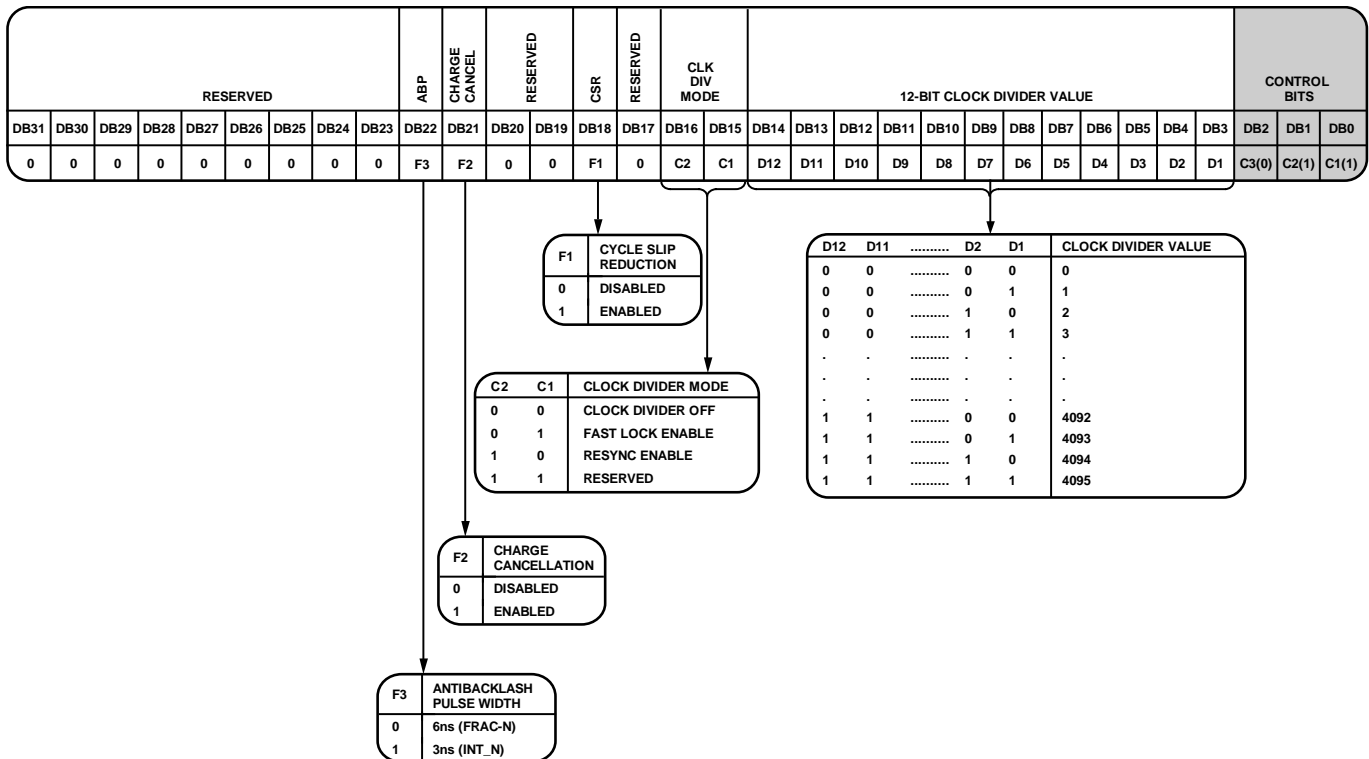 RESERVED
ABP
CHARGE
CANCEL
RESERVED
CSR
RESERVED
CLK
DIV
MODE
12-BIT CLOCK DIVIDER VALUE
CONTROL
BITS
DB31 DB30 DB29 DB28 DB27 DB26 DB25 DB24 DB23 DB22 DB21 DB20 DB19 DB18 DB17 DB16 DB15 DB14 DB13 DB12 DB11 DB10 DB9 DB8 DB7 DB6 DB5 DB4 DB3 DB2 DB1 DB0
0 0 0 0 0 0 0 0 0 F3 F2 0 0 F1 0 C2 C1 D12 D11 D10 D9 D8 D7 D6 D5 D4 D3 D2 D1 C3(0) C2(1) C1(1)
F1 CYCLE SLIP
REDUCTION
0 DISABLED
1 ENABLED
D12 D11 .......... D2 D1 CLOCK DIVIDER VALUE
0 0 .......... 0 0 0
0 0 .......... 0 1 1
0 0 .......... 1 0 2
0 0 .......... 1 1 3
. . .......... . . .
. . .......... . . .
. . .......... . . .
1 1 .......... 0 0 4092
1 1 .......... 0 1 4093
1 1 .......... 1 0 4094
1 1 .......... 1 1 4095
C2 C1 CLOCK DIVIDER MODE
0 0 CLOCK DIVIDER OFF
0 1 FAST LOCK ENABLE
1 0 RESYNC ENABLE
1 1 RESERVED
F2 CHARGE
CANCELLATION
0 DISABLED
1 ENABLED
F3 ANTIBACKLASH
PULSE WIDTH
0 6ns (FRAC-N)
1 3ns (INT_N)